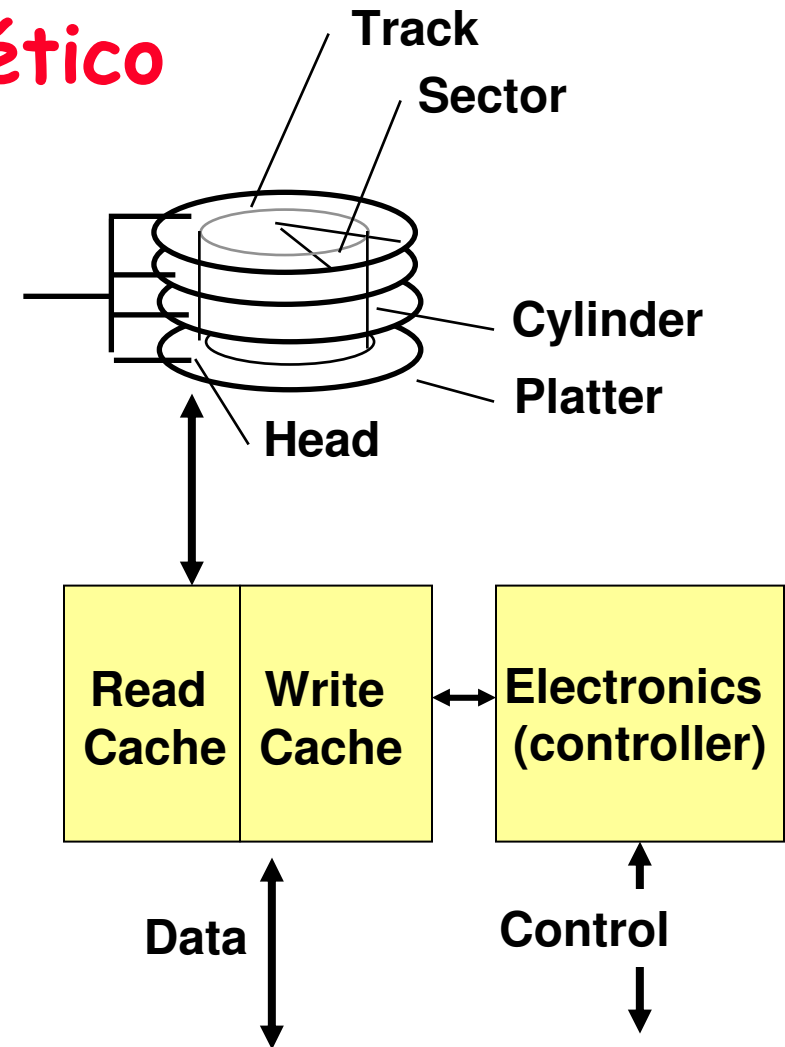 ético
Track
Sector
Cylinder
Platter
Head
Read
Cache
Write
Cache
Electronics
(controller)
Data
Control